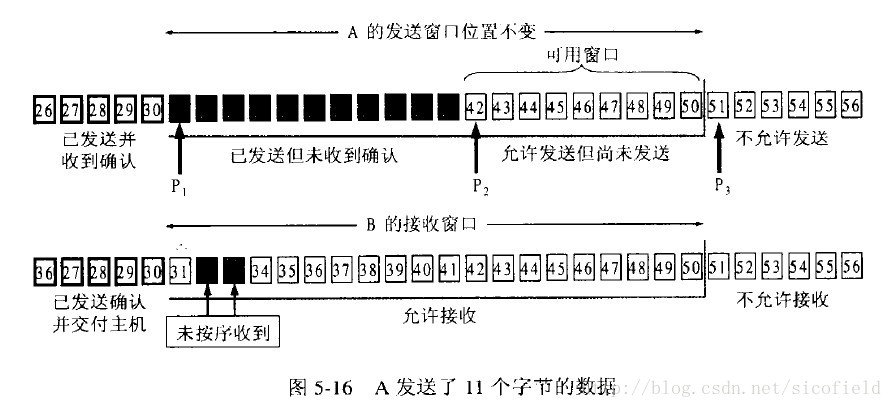 A 的发送窗口位置不变
可用窗口
26 27 28 29 30 42 43 44 45 46 47 48 49 50 51 52 53 54 55 56
已发送并
收到确认
已发送但未收到确认
允许发送但尚未发送
不允许发送
P1
P2
P3
B 的接收窗口
36 27 28 29 30 31 34 35 36 37 38 39 40 41 42 43 44 45 46 47 48 49 50 51 52 53 54 55 56
已发送确认
并交付主机
未按序收到
允许接收
不允许接收
图 5-16 A 发送了 11 个字节的数据
http://blog.csdn.net/sicofield